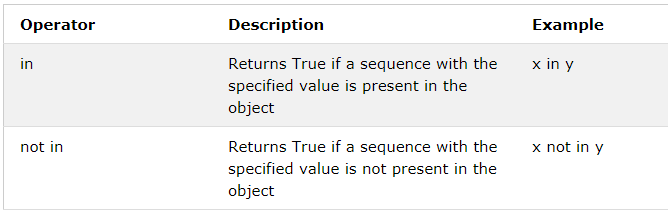 Operator Description Example
in Returns True if a sequence with the x in y
specified value is present in the
object
not in Returns True if a sequence with the x not in y
specified value is not present in the
object